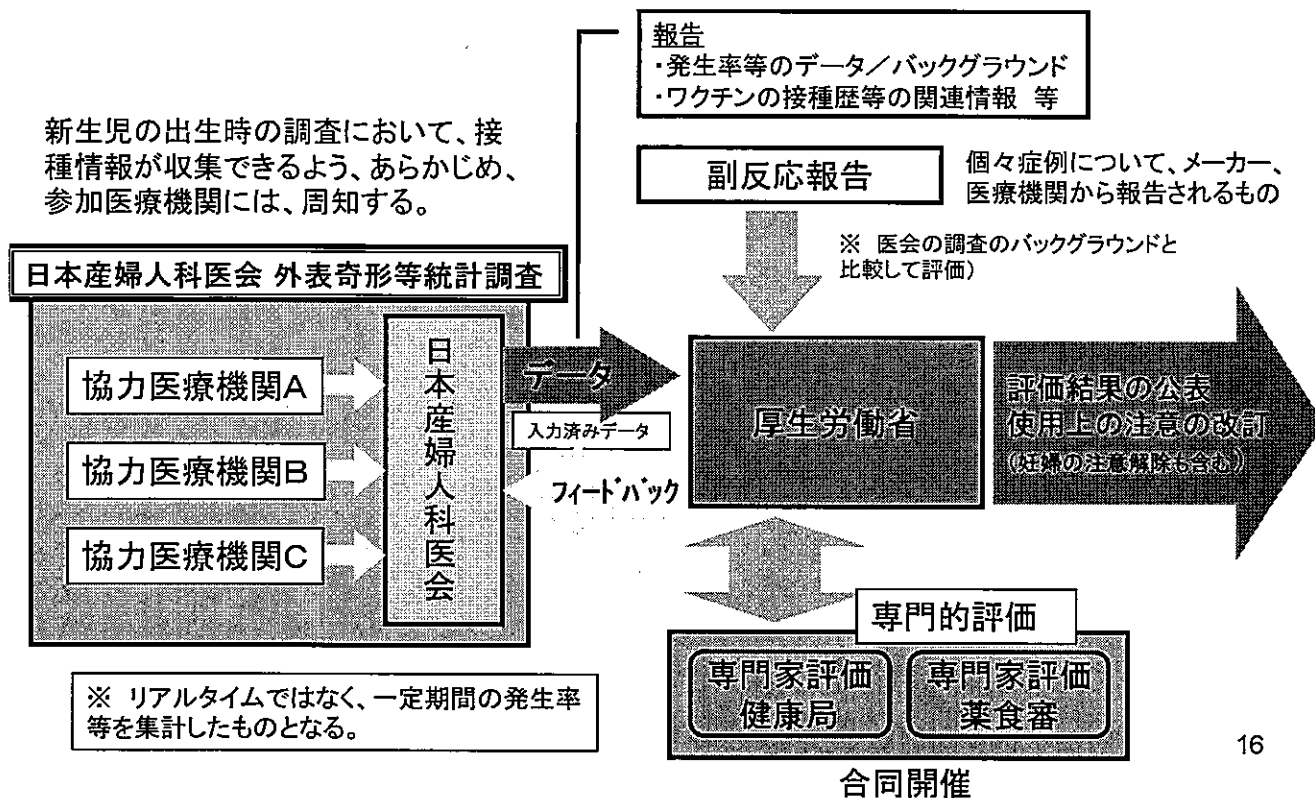 報告
・発生率等のデータ／バックグラウンド
・ワクチンの接種歴等の関連情報 等
新生児の出生時の調査において、接
種情報が収集できるよう、あらかじめ、
参加医療機関には、周知する。
副反応報告
個々症例について、メーカー、
医療機関から報告されるもの
※ 医会の調査のバックグラウンドと
比較して評価）
日本産婦人科医会 外表奇形等統計調査
協力医療機関A
協力医療機関B
協力医療機関C
日本産婦人科医会
データ
入力済みデータ
フィードバック
厚生労働省
評価結果の公表
使用上の注意の改訂
（妊婦の注意解除も含む）
専門的評価
専門家評価
健康局
専門家評価
薬食審
合同開催
※ リアルタイムではなく、一定期間の発生率
等を集計したものとなる。
16